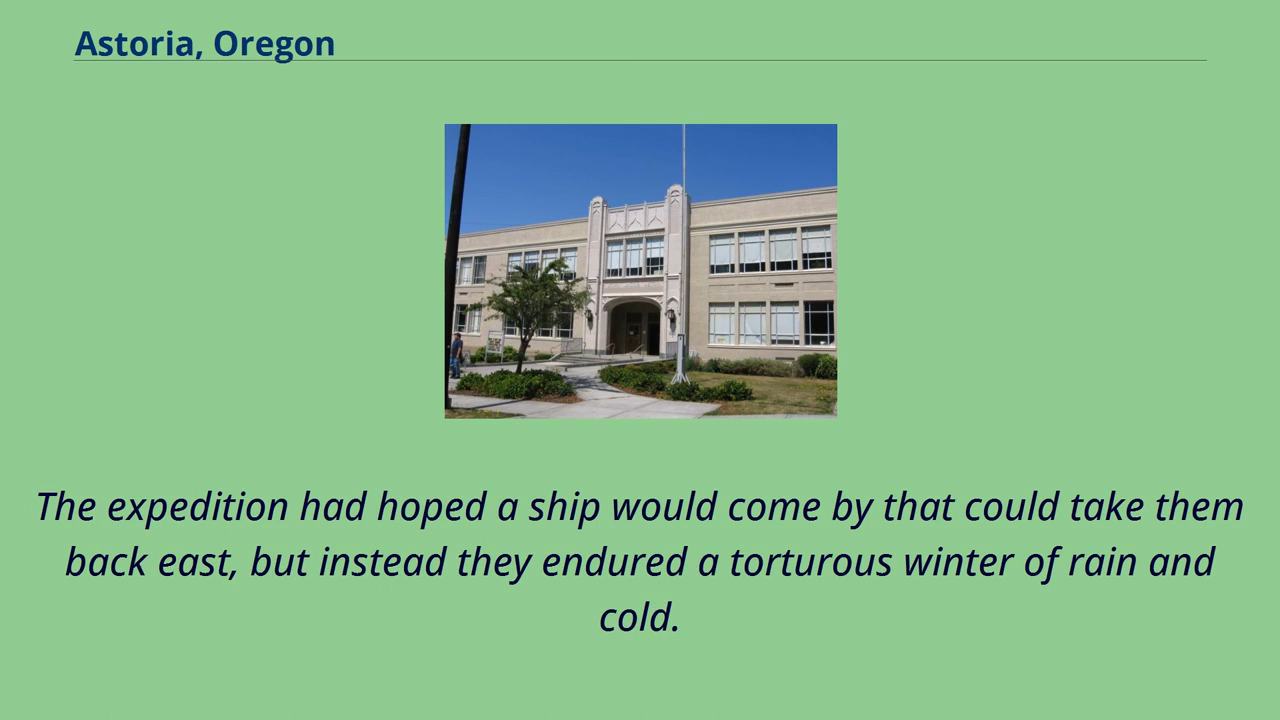 Astoria, Oregon
The expedition had hoped a ship would come by that could take them
back east, but instead they endured a torturous winter of rain and
cold.